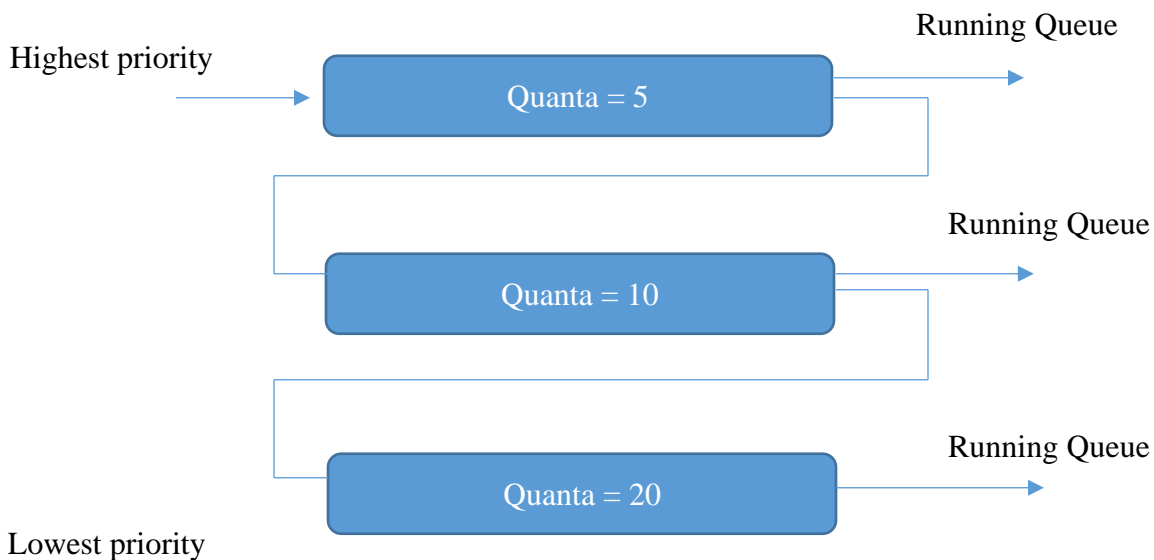 Running Queue
Highest priority
Quanta = 5
Running Queue
Quanta = 10
Running Queue
Quanta = 20
Lowest priority